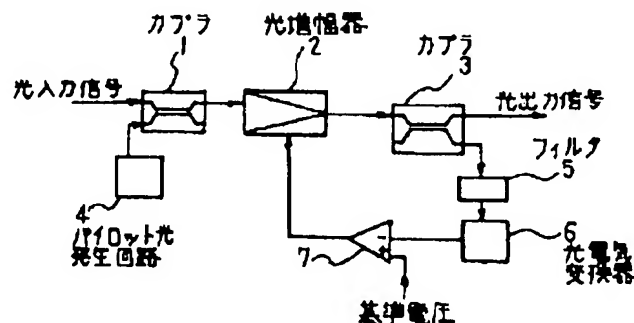 カプラ
1
光増幅器
2
カプラ
3
光入力信号
光出力信号
フィルタ
5
4
パイロット光
発生回路
7
6
光電気
変換器
基準電圧